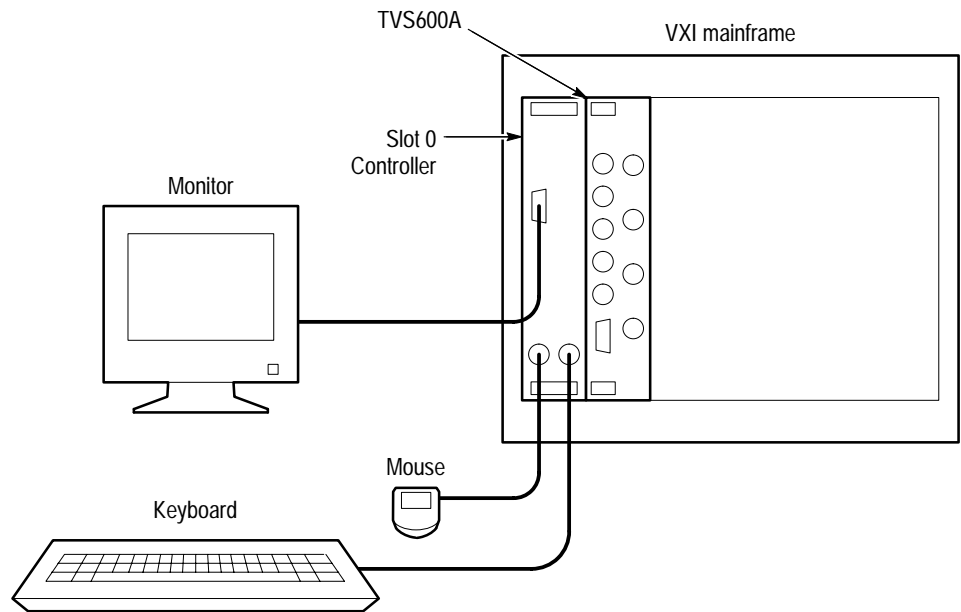 TVS600A
VXI mainframe
Slot 0
Controller
Monitor
Mouse
Keyboard